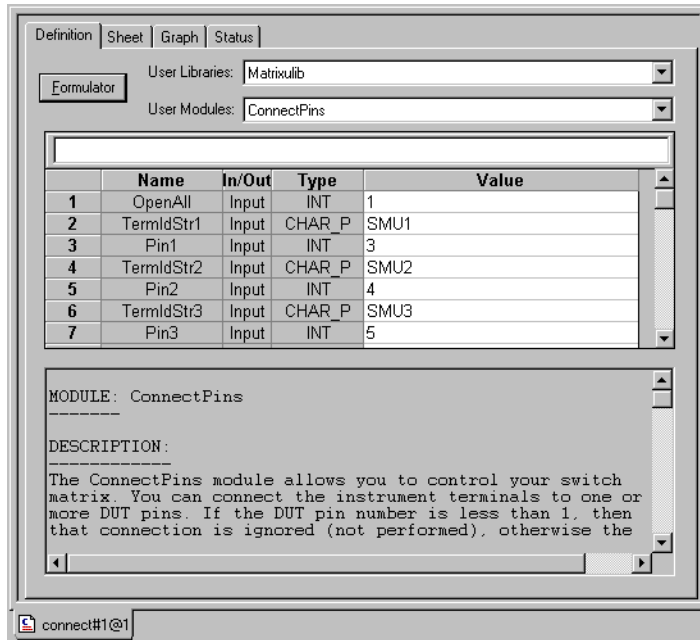 Definition Sheet Graph Status
Formulator
User Libraries: Matrixulib
User Modules: ConnectPins
Name In/Out Type Value
1 OpenAll Input INT 1
2 TermIdStr1 Input CHAR_P SMU1
3 Pin1 Input INT 3
4 TermIdStr2 Input CHAR_P SMU2
5 Pin2 Input INT 4
6 TermIdStr3 Input CHAR_P SMU3
7 Pin3 Input INT 5
MODULE: ConnectPins
-------
DESCRIPTION:
------------
The ConnectPins module allows you to control your switch
matrix. You can connect the instrument terminals to one or
more DUT pins. If the DUT pin number is less than 1, then
that connection is ignored (not performed), otherwise the
connect#1@1